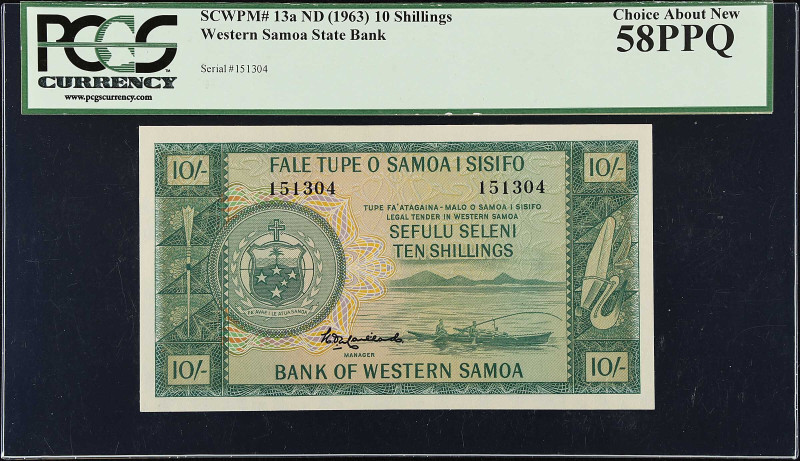 PCGS
CURRENCY
www.pcgscurrency.com
SCWPM# 13a ND (1963) 10 Shillings
Western Samoa State Bank
Serial #151304
Choice About New
58PPQ
10/-
FALE TUPE O SAMOA I SISIFO
10/-
151304
151304
TUPE FA'ATAGAINA - MALO O SAMOA I SISIFO
LEGAL TENDER IN WESTERN SAMOA
SEFULU SELENI
TEN SHILLINGS
FA'AVAE I LE ATUA SAMOA
MANAGER
10/-
BANK OF WESTERN SAMOA
10/-